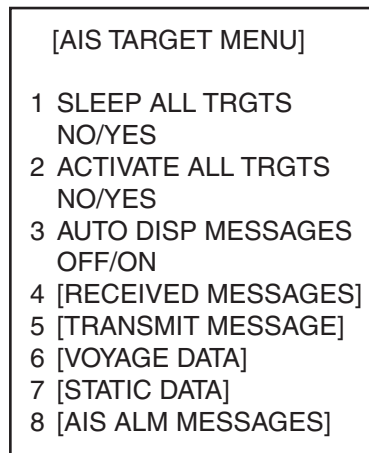 [AIS TARGET MENU]
1 SLEEP ALL TRGTS
NO/YES
2 ACTIVATE ALL TRGTS
NO/YES
3 AUTO DISP MESSAGES
OFF/ON
4 [RECEIVED MESSAGES]
5 [TRANSMIT MESSAGE]
6 [VOYAGE DATA]
7 [STATIC DATA]
8 [AIS ALM MESSAGES]